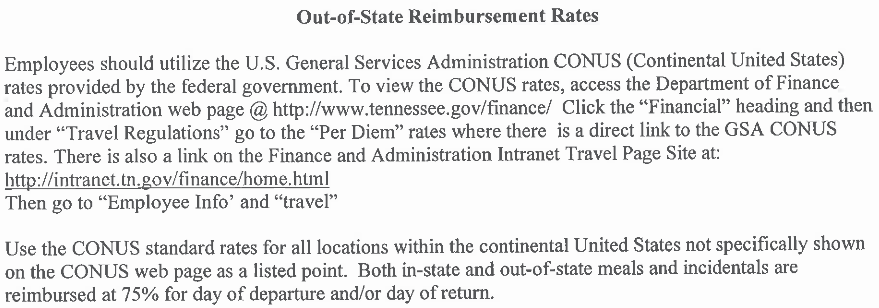 Out-of-State Reimbursement Rates
Employees should utilize the U.S. General Services Administration CONUS (Continental United States)
rates provided by the federal government. To view the CONUS rates, access the Department of Finance
and Administration web page @ http://www.tennessee.gov/finance/ Click the “Financial” heading and then
under “Travel Regulations” go to the “Per Diem” rates where there is a direct link to the GSA CONUS
rates. There is also a link on the Finance and Administration Intranet Travel Page Site at:
http://intranet.tn.gov/finance/home.html
Then go to “Employee Info’ and “travel”
Use the CONUS standard rates for all locations within the continental United States not specifically shown
on the CONUS web page as a listed point. Both in-state and out-of-state meals and incidentals are
reimbursed at 75% for day of departure and/or day of return.